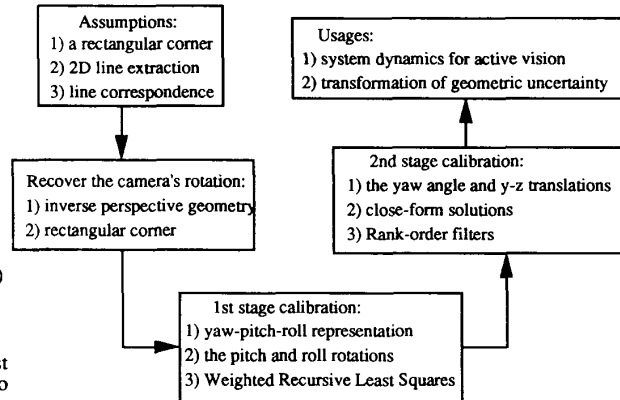 Assumptions:
1) a rectangular corner
2) 2D line extraction
3) line correspondence
Recover the camera's rotation:
1) inverse perspective geometry
2) rectangular corner
1st stage calibration:
1) yaw-pitch-roll representation
2) the pitch and roll rotations
3) Weighted Recursive Least Squares
2nd stage calibration:
1) the yaw angle and y-z translations
2) close-form solutions
3) Rank-order filters
Usages:
1) system dynamics for active vision
2) transformation of geometric uncertainty
)
st
o